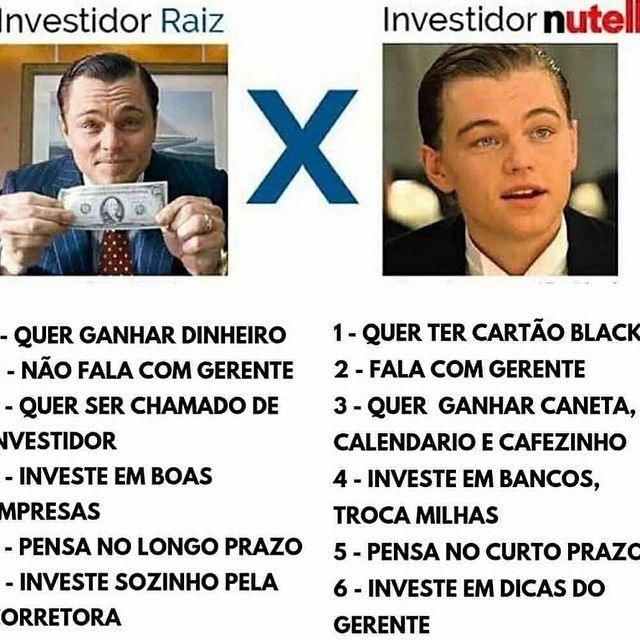 nvestidor Raiz
Investidor nutell
X
- QUER GANHAR DINHEIRO
- NÃO FALA COM GERENTE
- QUER SER CHAMADO DE
NVESTIDOR
- INVESTE EM BOAS
MPRESAS
- PENSA NO LONGO PRAZO
- INVESTE SOZINHO PELA
CORRETORA
1 - QUER TER CARTÃO BLACK
2 - FALA COM GERENTE
3 - QUER GANHAR CANETA,
CALENDARIO E CAFEZINHO
4 - INVESTE EM BANCOS,
TROCA MILHAS
5 - PENSA NO CURTO PRAZO
6 - INVESTE EM DICAS DO
GERENTE